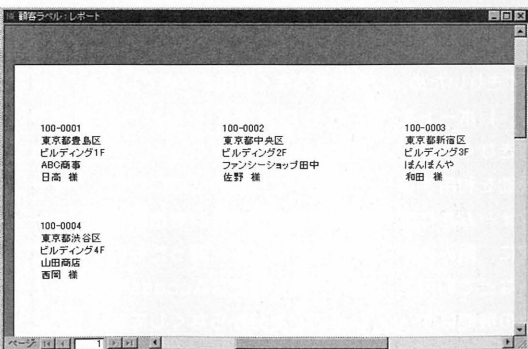 顧客ラベル:レポート
100-0001
東京都豊島区
ビルディング1F
ABC商事
日高 様
100-0002
東京都中央区
ビルディング2F
ファンシーショップ田中
佐野 様
100-0003
東京都新宿区
ビルディング3F
ぽんぽんや
和田 様
100-0004
東京都渋谷区
ビルディング4F
山田商店
西岡 様
ページ: 1